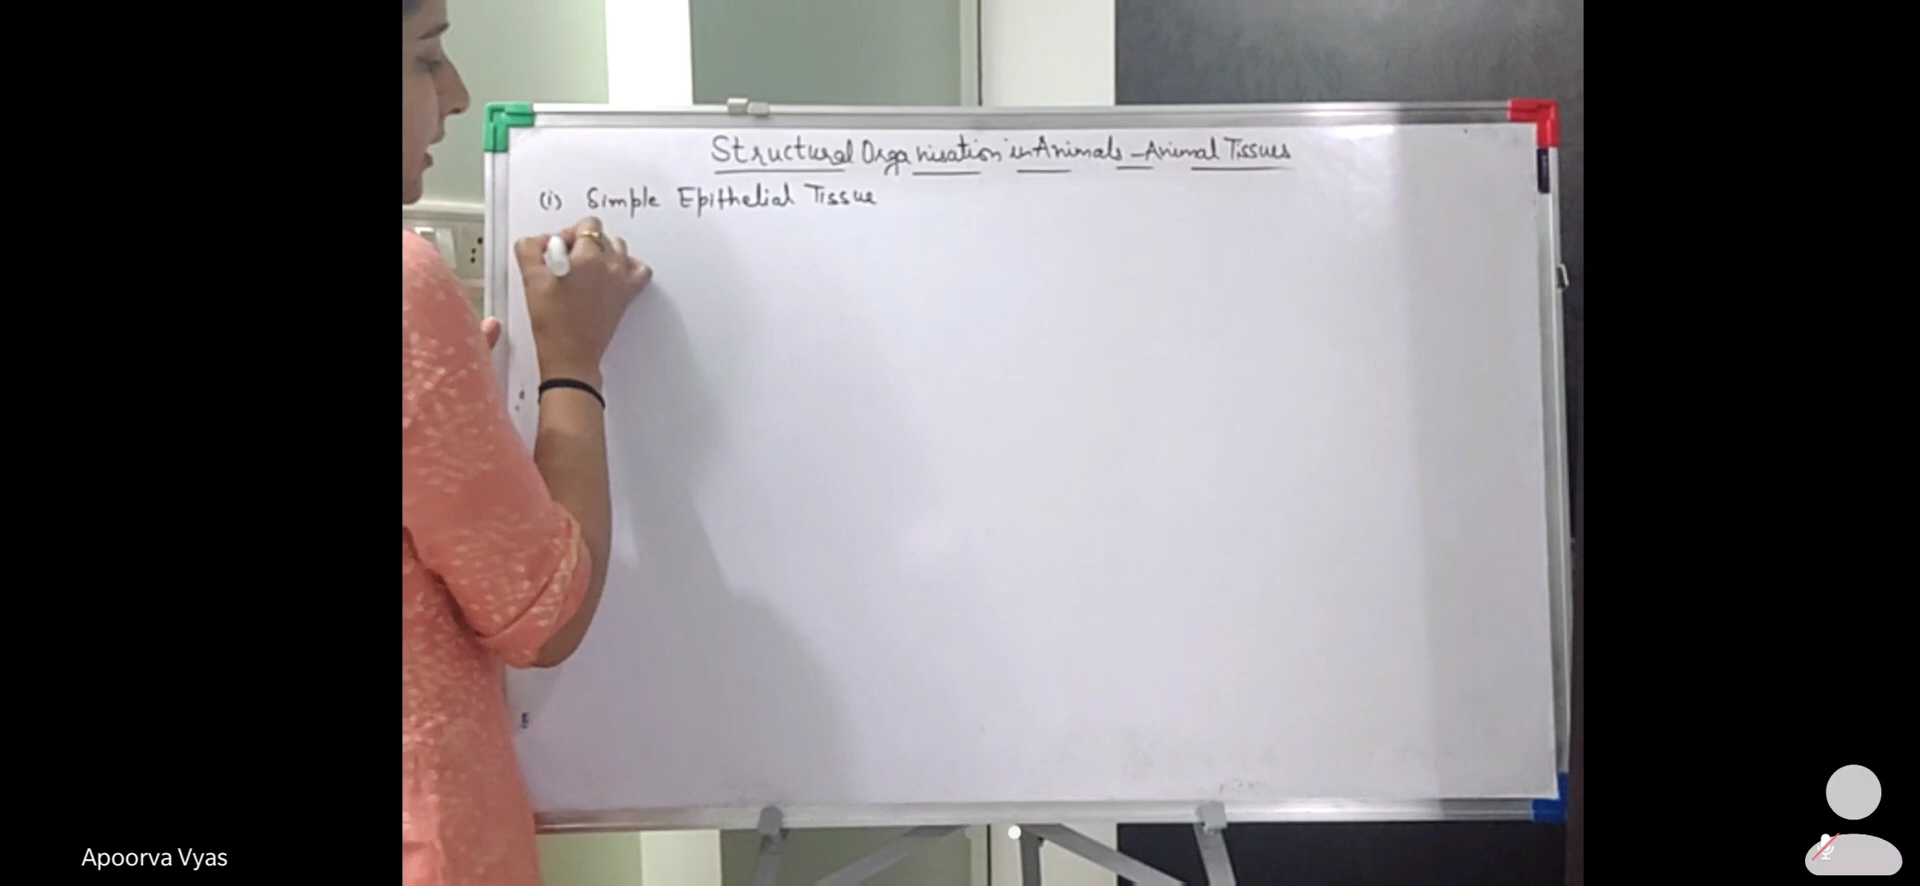 Structural Organisation in Animals - Animal Tissues
(i) Simple Epithelial Tissue
Apoorva Vyas